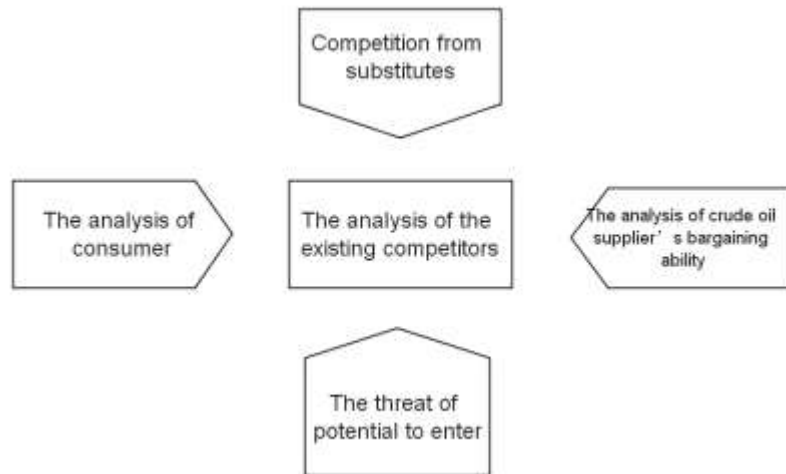 Competition from
substitutes
The analysis of
consumer
The analysis of the
existing competitors
The analysis of crude oil
supplier’s bargaining
ability
The threat of
potential to enter